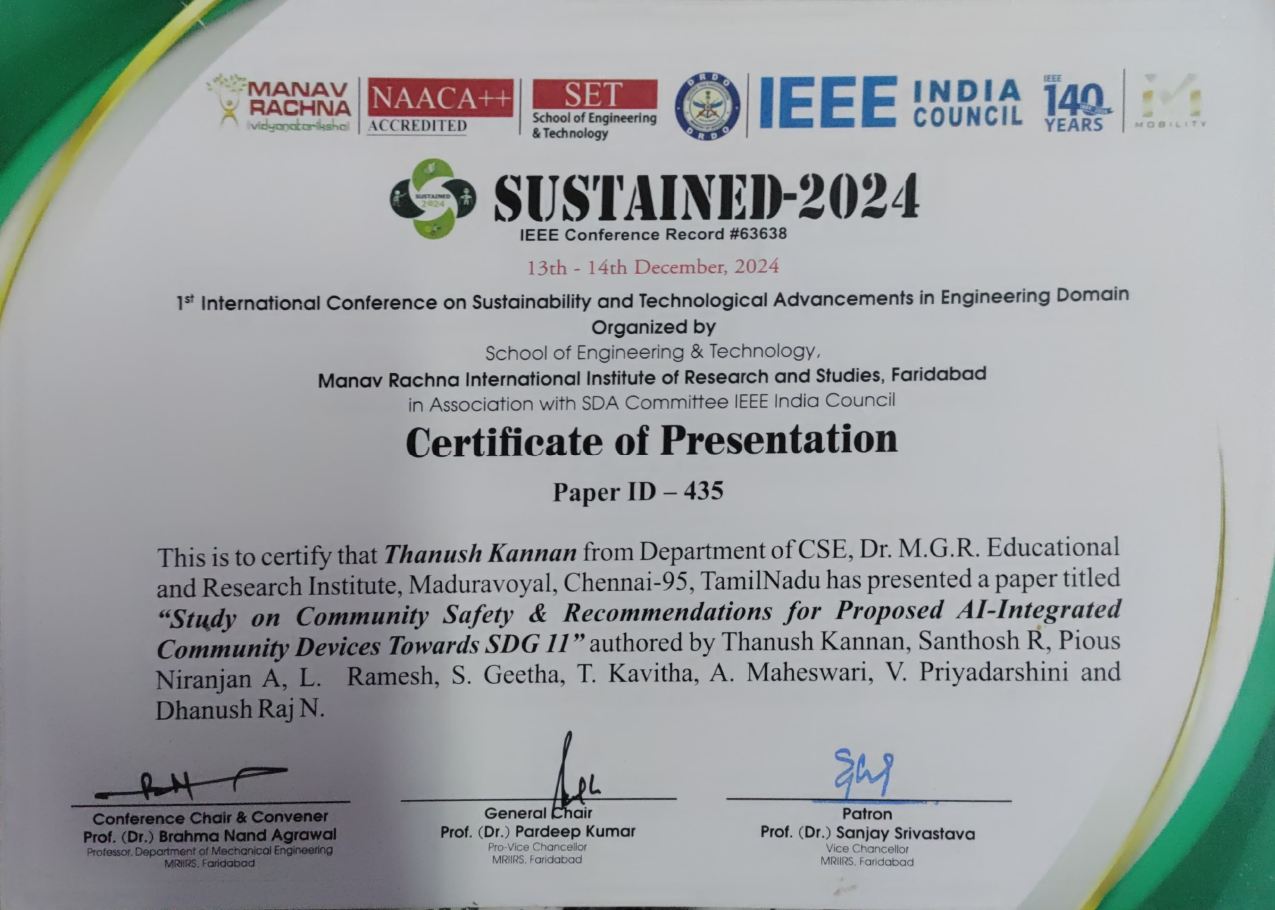 MANAV RACHNA
vidyanatariksha
NAACA++
ACCREDITED
SET
School of Engineering
& Technology
DRDO
IEEE
INDIA
COUNCIL
IEEE
140
YEARS
MOBILITY
SUSTAINED
2024
SUSTAINED-2024
IEEE Conference Record #63638
13th - 14th December, 2024
1st International Conference on Sustainability and Technological Advancements in Engineering Domain
Organized by
School of Engineering & Technology,
Manav Rachna International Institute of Research and Studies, Faridabad
in Association with SDA Committee IEEE India Council
Certificate of Presentation
Paper ID – 435
This is to certify that Thanush Kannan from Department of CSE, Dr. M.G.R. Educational
and Research Institute, Maduravoyal, Chennai-95, TamilNadu has presented a paper titled
“Study on Community Safety & Recommendations for Proposed AI-Integrated
Community Devices Towards SDG 11” authored by Thanush Kannan, Santhosh R, Pious
Niranjan A, L. Ramesh, S. Geetha, T. Kavitha, A. Maheswari, V. Priyadarshini and
Dhanush Raj N.
Conference Chair & Convener
Prof. (Dr.) Brahma Nand Agrawal
Professor, Department of Mechanical Engineering
MRIIRS, Faridabad
General Chair
Prof. (Dr.) Pardeep Kumar
Pro-Vice Chancellor
MRIIRS, Faridabad
Patron
Prof. (Dr.) Sanjay Srivastava
Vice Chancellor
MRIIRS, Faridabad